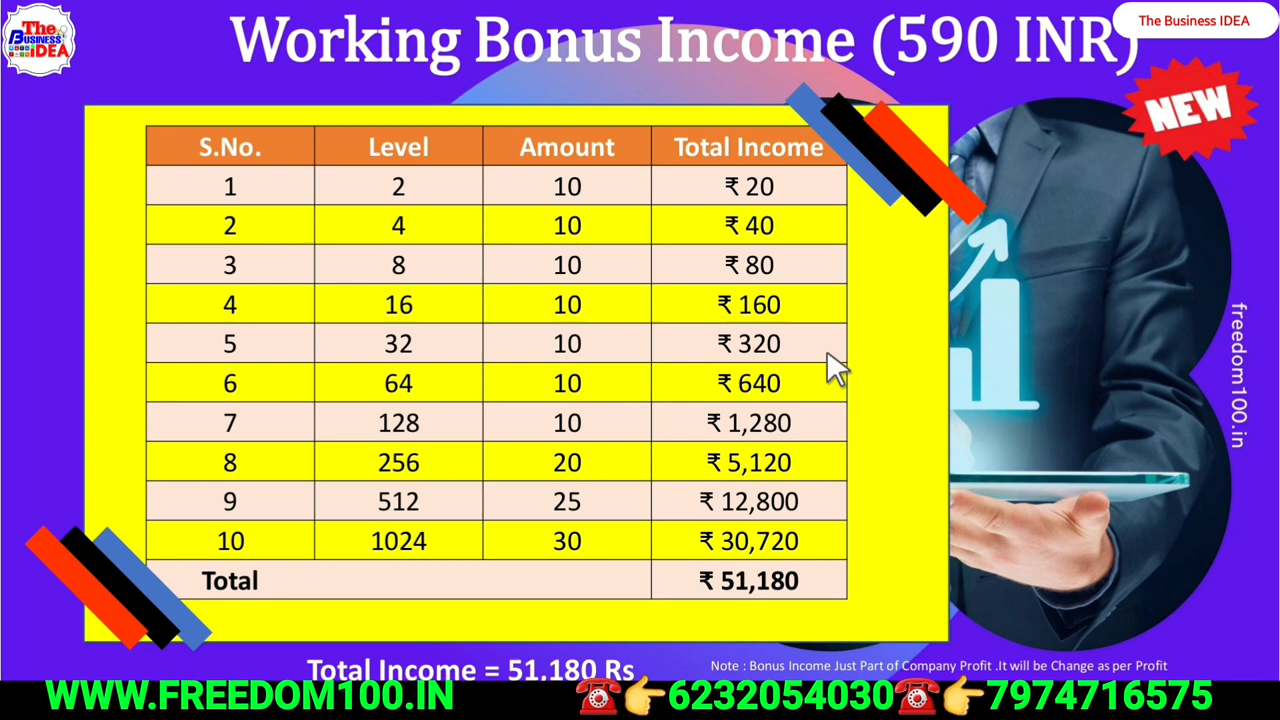 The Business IDEA
The
BUSINESS
IDEA
Working Bonus Income (590 INR)
NEW
S.No. Level Amount Total Income
1 2 10 ₹ 20
2 4 10 ₹ 40
3 8 10 ₹ 80
4 16 10 ₹ 160
5 32 10 ₹ 320
6 64 10 ₹ 640
7 128 10 ₹ 1,280
8 256 20 ₹ 5,120
9 512 25 ₹ 12,800
10 1024 30 ₹ 30,720
Total ₹ 51,180
freedom100.in
Total Income = 51,180 Rs
Note : Bonus Income Just Part of Company Profit .It will be Change as per Profit
WWW.FREEDOM100.IN ☎️👉6232054030☎️👉7974716575